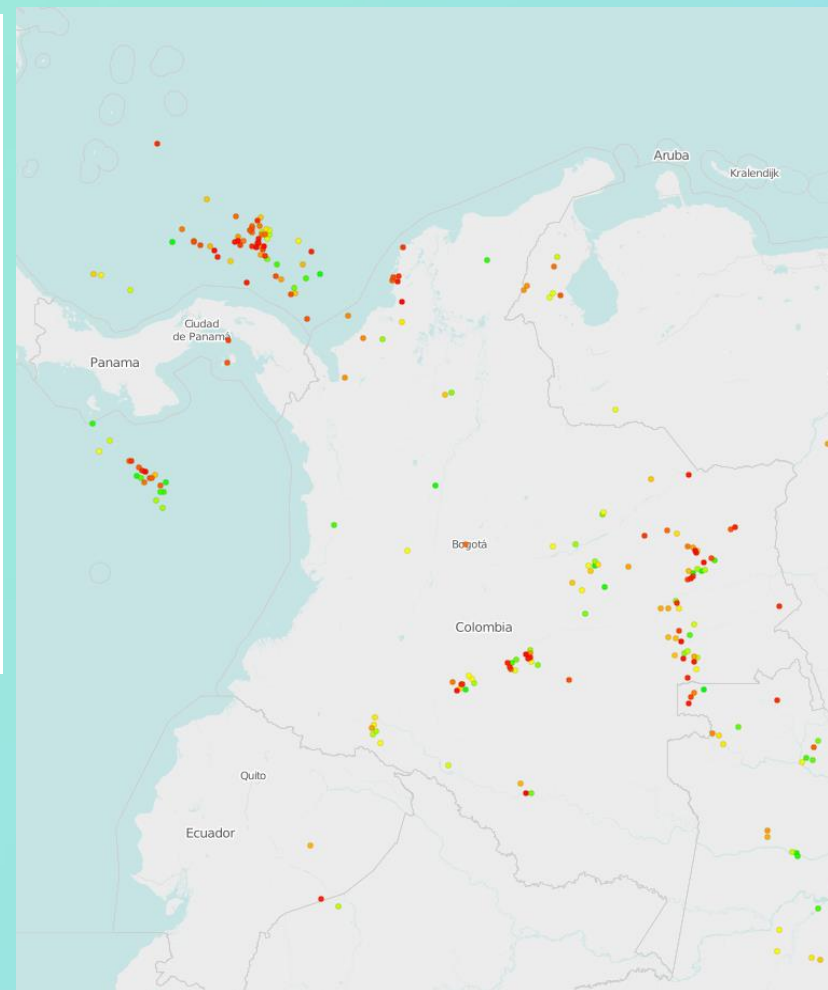 Aruba
Kralendijk
Ciudad
de Panamá
Panama
Bogotá
Colombia
Quito
Ecuador